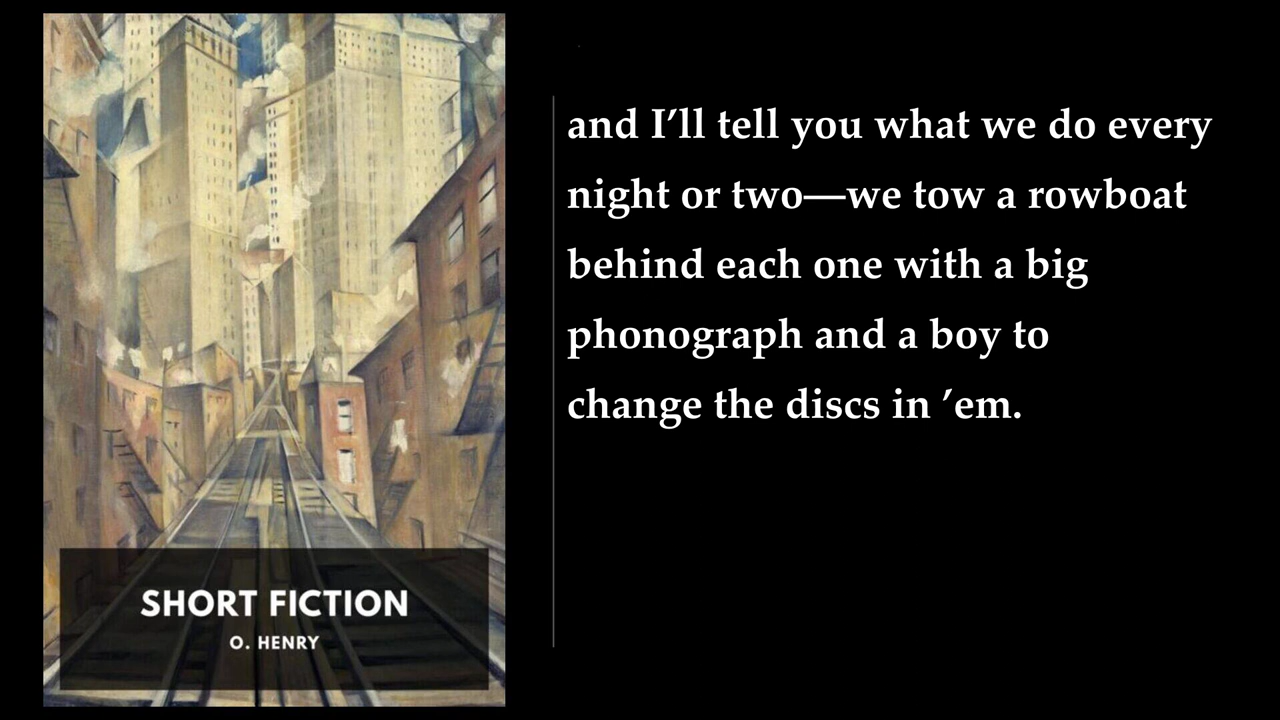 and I’ll tell you what we do every
night or two—we tow a rowboat
behind each one with a big
phonograph and a boy to
change the discs in ’em.
SHORT FICTION
O. HENRY